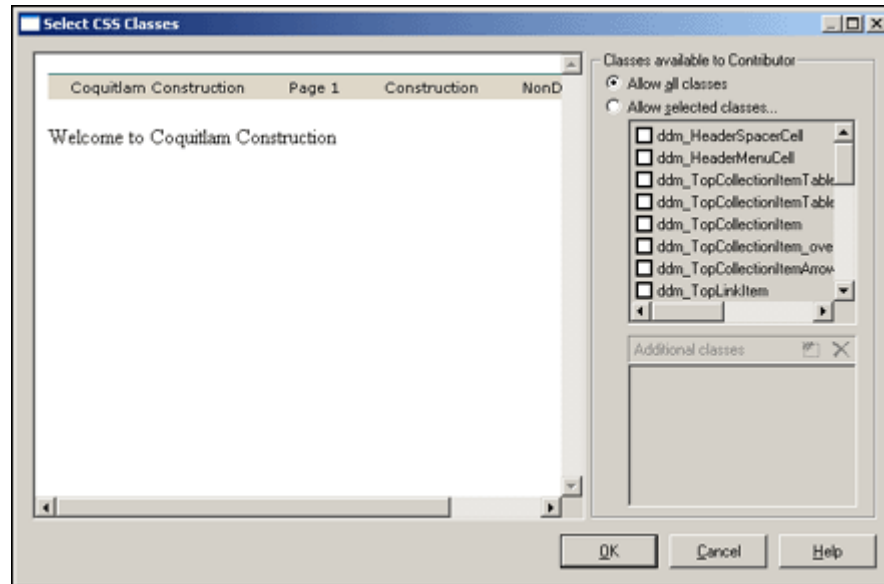 Select CSS Classes
Coquitlam Construction Page 1 Construction NonD
Welcome to Coquitlam Construction
Classes available to Contributor
Allow all classes
Allow selected classes...
ddm_HeaderSpacerCell
ddm_HeaderMenuCell
ddm_TopCollectionItemTable
ddm_TopCollectionItemTable
ddm_TopCollectionItem
ddm_TopCollectionItem_ove
ddm_TopCollectionItemArrow
ddm_TopLinkItem
Additional classes
OK Cancel Help